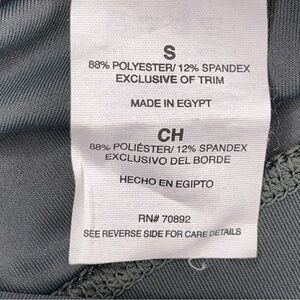 S
88% POLYESTER/ 12% SPANDEX
EXCLUSIVE OF TRIM
MADE IN EGYPT
CH
88% POLIÉSTER/ 12% SPANDEX
EXCLUSIVO DEL BORDE
HECHO EN EGIPTO
RN# 70892
SEE REVERSE SIDE FOR CARE DETAILS